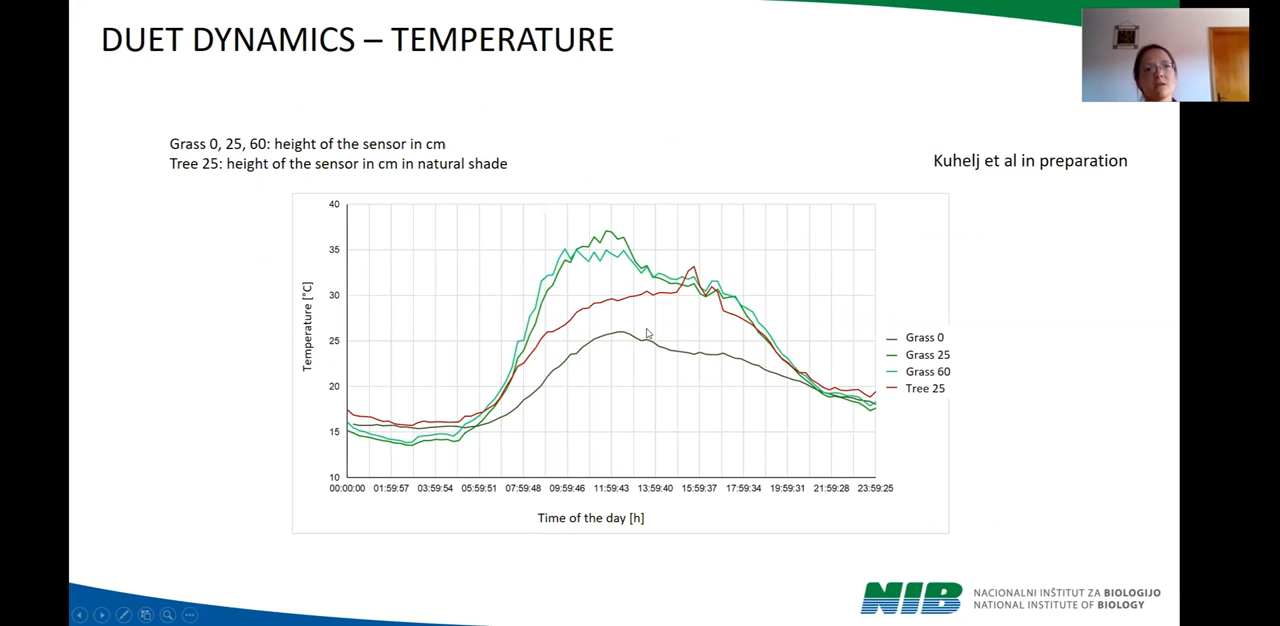 DUET DYNAMICS – TEMPERATURE
Grass 0, 25, 60: height of the sensor in cm
Tree 25: height of the sensor in cm in natural shade
Kuhelj et al in preparation
40
35
30
25
20
15
10
Temperature [°C]
00:00:00 01:59:57 03:59:54 05:59:51 07:59:48 09:59:46 11:59:43 13:59:40 15:59:37 17:59:34 19:59:31 21:59:28 23:59:25
Time of the day [h]
Grass 0
Grass 25
Grass 60
Tree 25
NIB
NACIONALNI INŠTITUT ZA BIOLOGIJO
NATIONAL INSTITUTE OF BIOLOGY